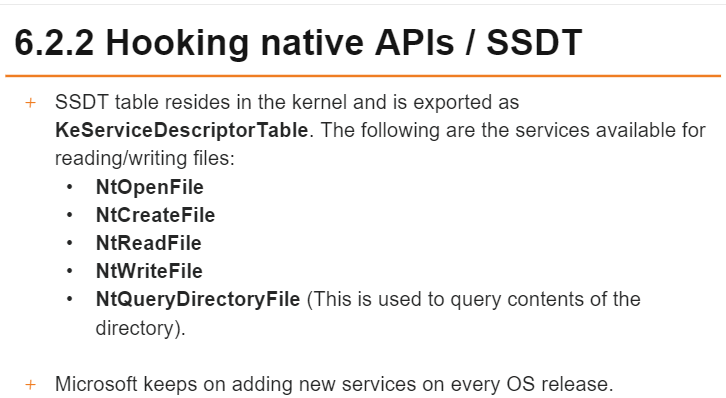 6.2.2 Hooking native APIs / SSDT
+ SSDT table resides in the kernel and is exported as
KeServiceDescriptorTable. The following are the services available for
reading/writing files:
• NtOpenFile
• NtCreateFile
• NtReadFile
• NtWriteFile
• NtQueryDirectoryFile (This is used to query contents of the
directory).
+ Microsoft keeps on adding new services on every OS release.